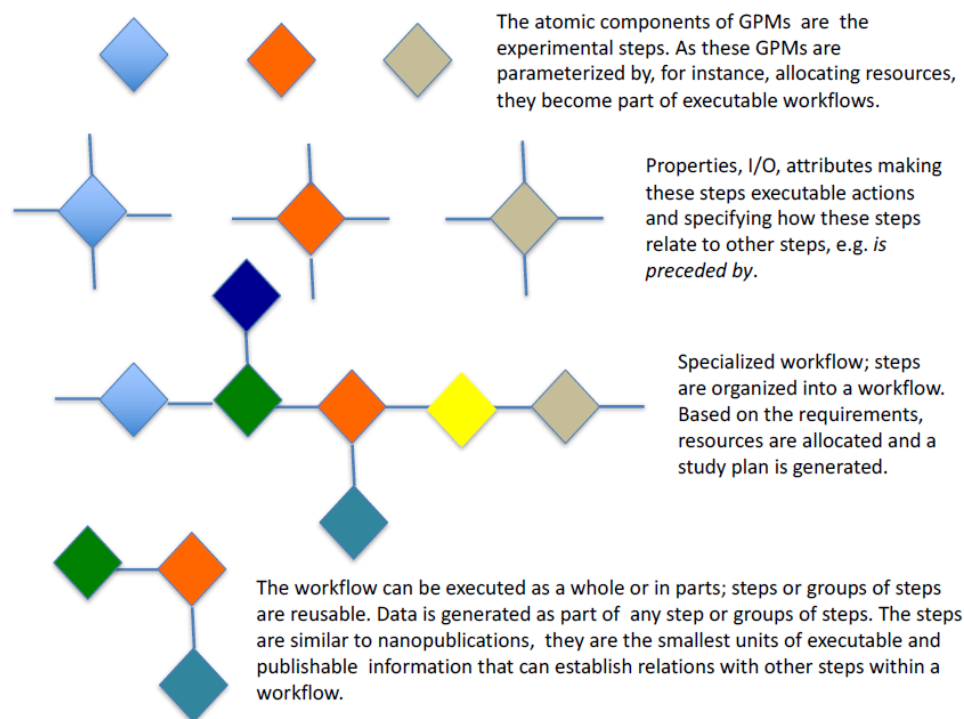 The atomic components of GPMs are the
experimental steps. As these GPMs are
parameterized by, for instance, allocating resources,
they become part of executable workflows.
Properties, I/O, attributes making
these steps executable actions
and specifying how these steps
relate to other steps, e.g. is
preceded by.
Specialized workflow; steps
are organized into a workflow.
Based on the requirements,
resources are allocated and a
study plan is generated.
The workflow can be executed as a whole or in parts; steps or groups of steps
are reusable. Data is generated as part of any step or groups of steps. The steps
are similar to nanopublications, they are the smallest units of executable and
publishable information that can establish relations with other steps within a
workflow.